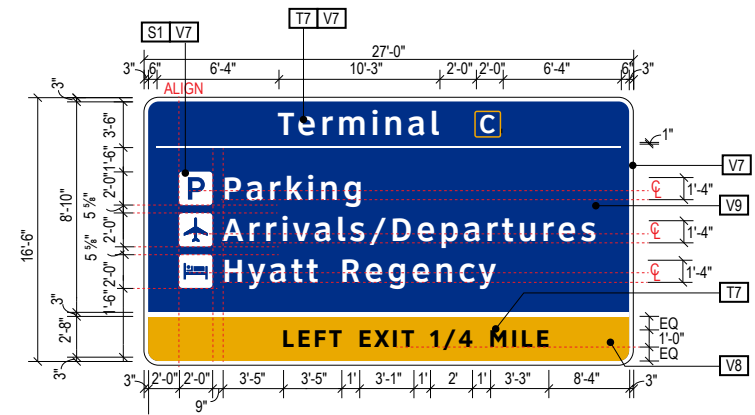 S1 V7
T7 V7
27'-0"
3" 6" 6'-4" 10'-3" 2'-0" 2'-0" 6'-4" 6" 3"
ALIGN
3"
Terminal C
3'-6"
1"
1'-6"
V7
P Parking
2'-0"
℄ 1'-4"
V9
8'-10"
5 ⅝"
16'-6"
Arrivals/Departures
2'-0"
℄ 1'-4"
5 ⅝"
Hyatt Regency
2'-0"
℄ 1'-4"
1'-6"
T7
3"
2'-8"
LEFT EXIT 1/4 MILE
EQ
1'-0"
EQ
V8
3"
3" 2'-0" 2'-0" 3'-5" 3'-5" 1' 3'-1" 1' 2' 1' 3'-3" 8'-4" 3"
9"